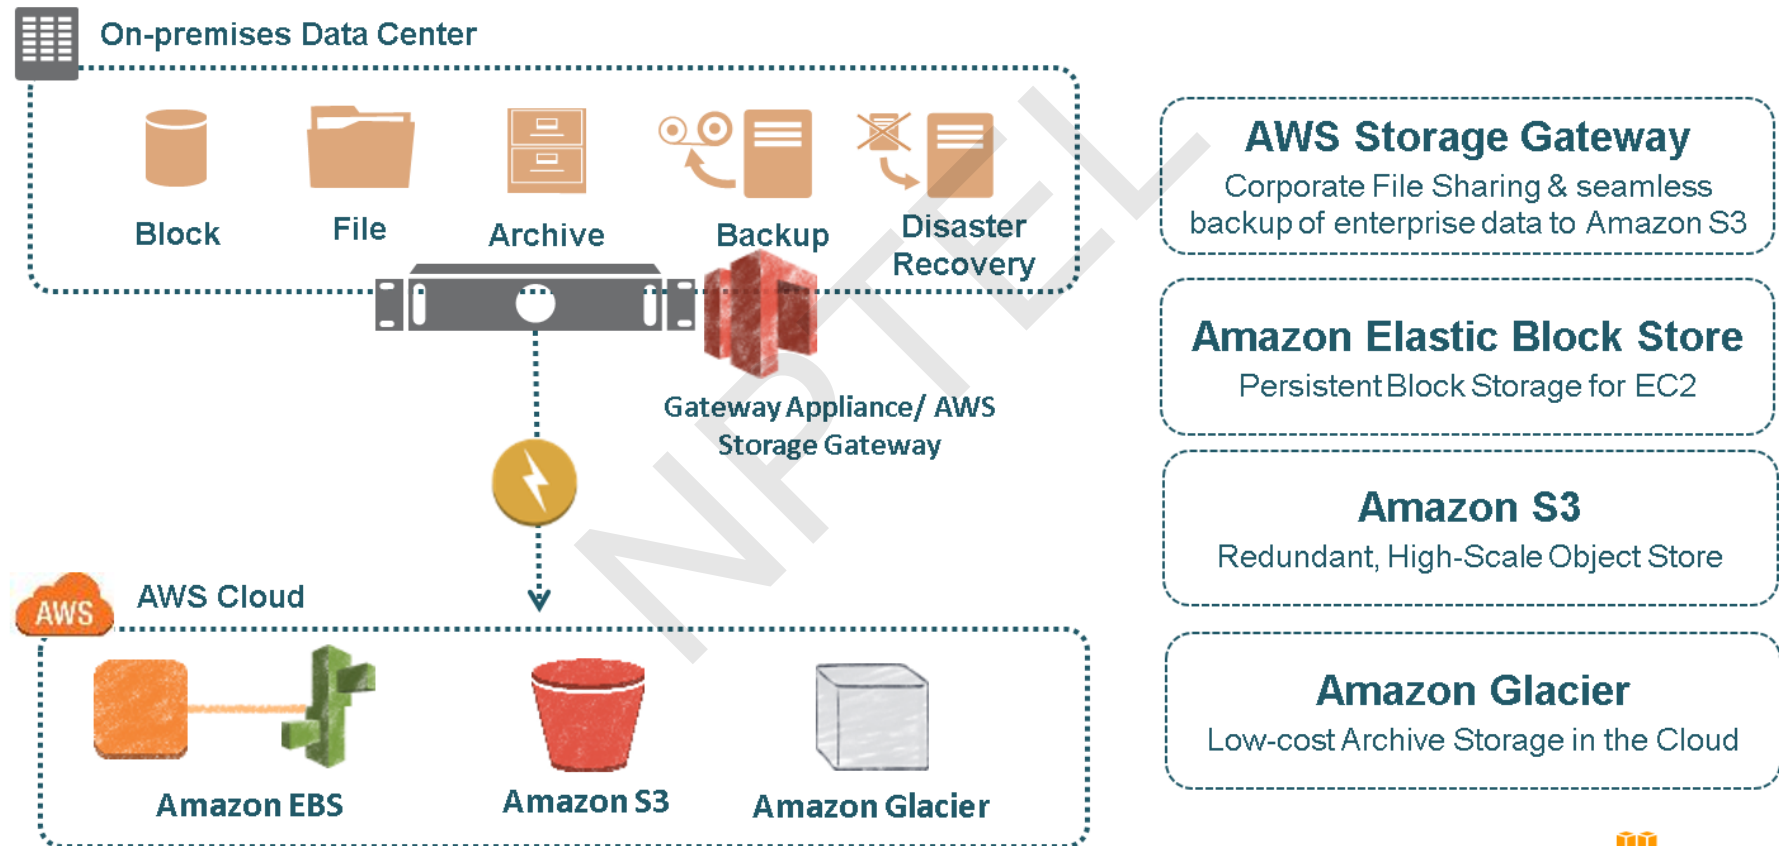 On-premises Data Center
Block
File
Archive
Backup
Disaster
Recovery
Gateway Appliance/ AWS
Storage Gateway
AWS
AWS Cloud
Amazon EBS
Amazon S3
Amazon Glacier
AWS Storage Gateway
Corporate File Sharing & seamless
backup of enterprise data to Amazon S3
Amazon Elastic Block Store
Persistent Block Storage for EC2
Amazon S3
Redundant, High-Scale Object Store
Amazon Glacier
Low-cost Archive Storage in the Cloud
NPTEL